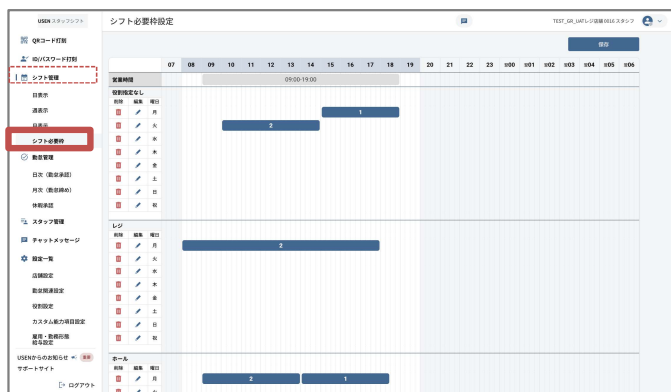 USEN スタッフシフト
シフト必要枠設定
TEST_GR_UATレジ店舗0016 スタシフ
QRコード打刻
ID/パスワード打刻
シフト管理
日表示
週表示
月表示
シフト必要枠
勤怠管理
日次（勤怠承認）
月次（勤怠締め）
休暇承認
スタッフ管理
チャットメッセージ
設定一覧
店舗設定
勤怠関連設定
役割設定
カスタム能力項目設定
雇用・勤務形態
給与設定
USENからのお知らせ 重要
サポートサイト
ログアウト
保存
07 08 09 10 11 12 13 14 15 16 17 18 19 20 21 22 23 翌00 翌01 翌02 翌03 翌04 翌05 翌06
営業時間 09:00-19:00
役割指定なし
削除 編集 曜日
月 1
火 2
水
木
金
土
日
祝
レジ
削除 編集 曜日
月 2
火
水
木
金
土
日
祝
ホール
削除 編集 曜日
月 2 1